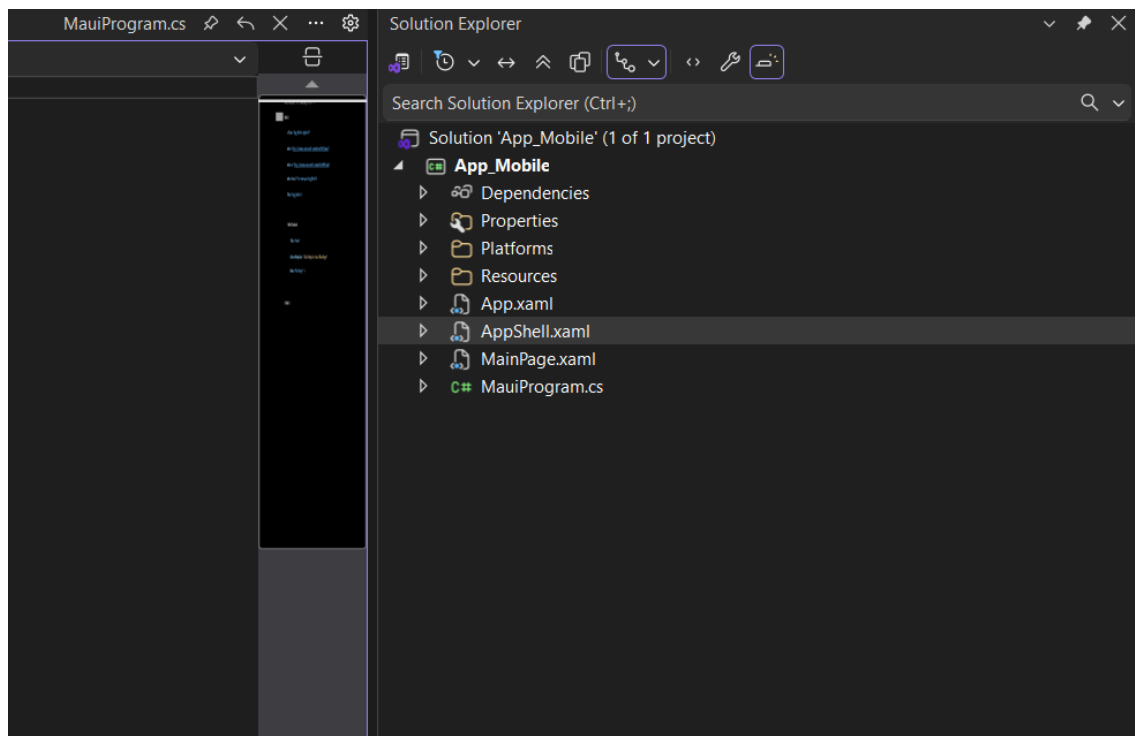 MauiProgram.cs
Solution Explorer
Search Solution Explorer (Ctrl+;)
Solution 'App_Mobile' (1 of 1 project)
C# App_Mobile
Dependencies
Properties
Platforms
Resources
App.xaml
AppShell.xaml
MainPage.xaml
C# MauiProgram.cs